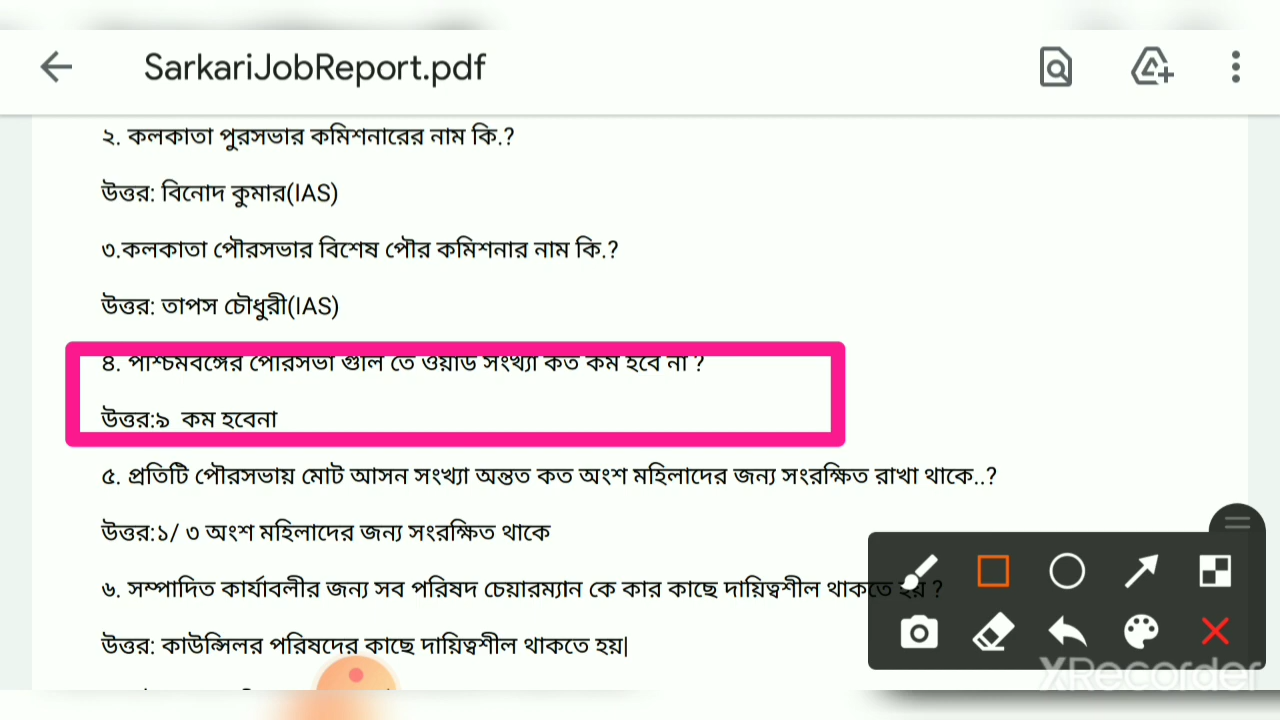 SarkariJobReport.pdf
২. কলকাতা পুরসভার কমিশনারের নাম কি.?
উত্তর: বিনোদ কুমার(IAS)
৩.কলকাতা পৌরসভার বিশেষ পৌর কমিশনার নাম কি.?
উত্তর: তাপস চৌধুরী(IAS)
৪. পশ্চিমবঙ্গের পৌরসভা গুলি তে ওয়ার্ড সংখ্যা কত কম হবে না ?
উত্তর:৯ কম হবেনা
৫. প্রতিটি পৌরসভায় মোট আসন সংখ্যা অন্তত কত অংশ মহিলাদের জন্য সংরক্ষিত রাখা থাকে..?
উত্তর:১/ ৩ অংশ মহিলাদের জন্য সংরক্ষিত থাকে
৬. সম্পাদিত কার্যাবলীর জন্য সব পরিষদ চেয়ারম্যান কে কার কাছে দায়িত্বশীল থাকতে হয় ?
উত্তর: কাউন্সিলর পরিষদের কাছে দায়িত্বশীল থাকতে হয়|
XRecorder